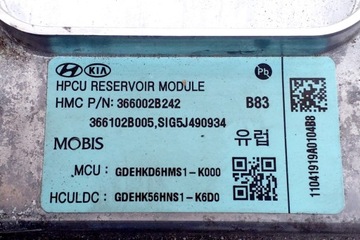 HYUNDAI KIA Pb
HPCU RESERVOIR MODULE
HMC P/N: 366002B242 B83
366102B005,SIG5J490934
MOBIS 유럽
MCU : GDEHKD6HMS1-K000
HCULDC: GDEHK56HNS1-K6D0
11041919A0104B8